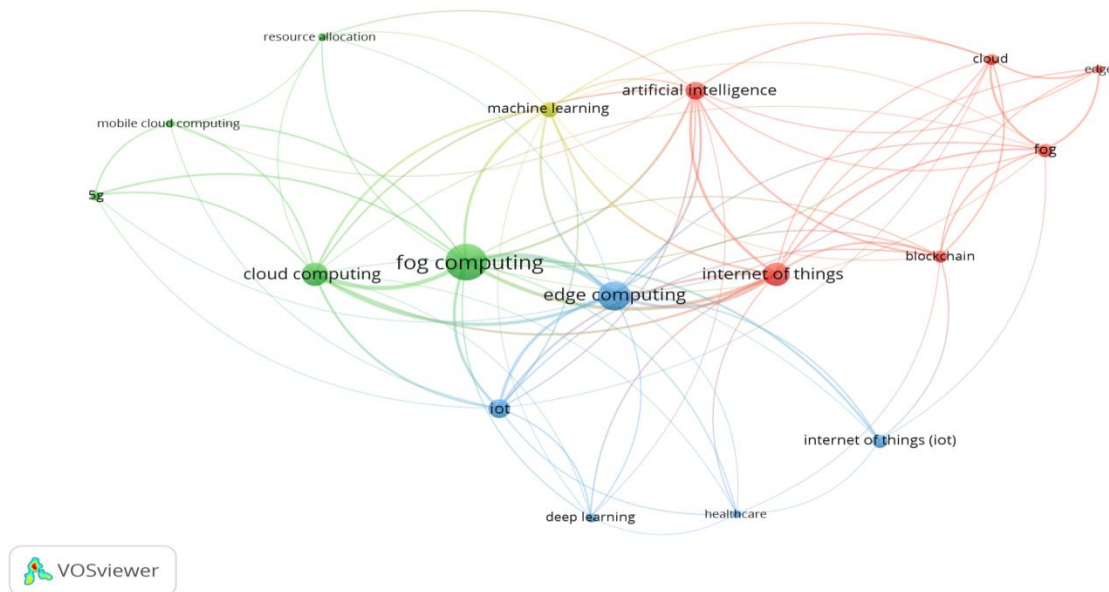 resource allocation
cloud
edge
artificial intelligence
machine learning
mobile cloud computing
fog
5g
blockchain
fog computing
cloud computing
internet of things
edge computing
iot
internet of things (iot)
deep learning
healthcare
VOSviewer